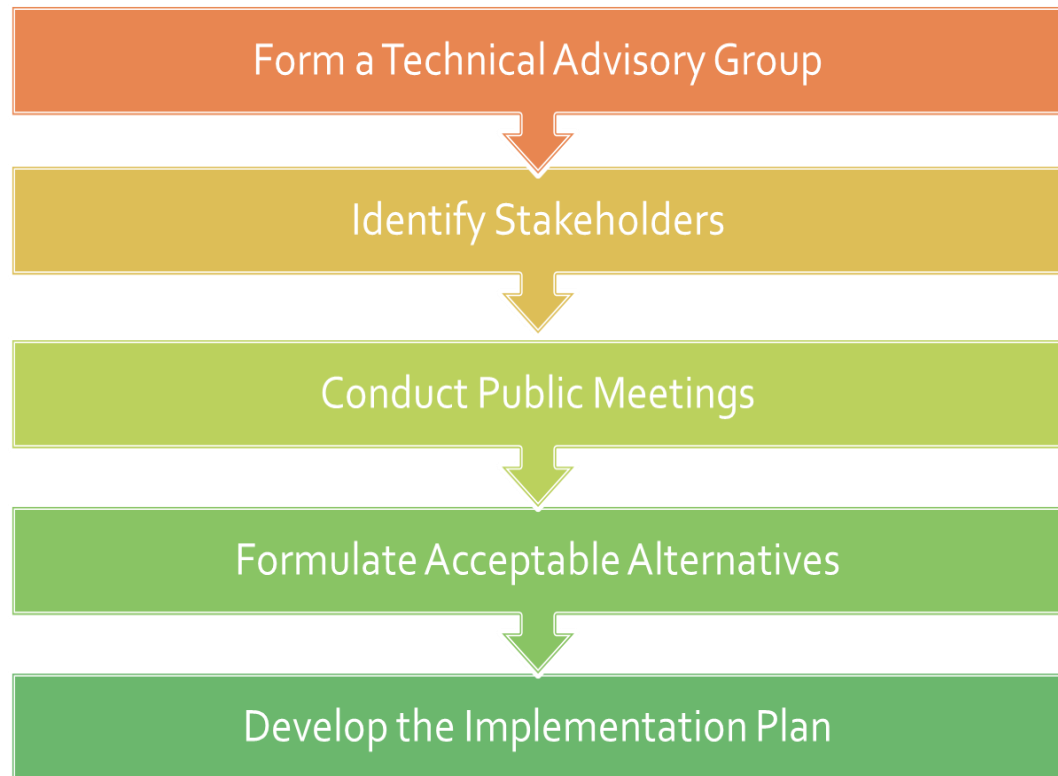 Form a Technical Advisory Group
Identify Stakeholders
Conduct Public Meetings
Formulate Acceptable Alternatives
Develop the Implementation Plan